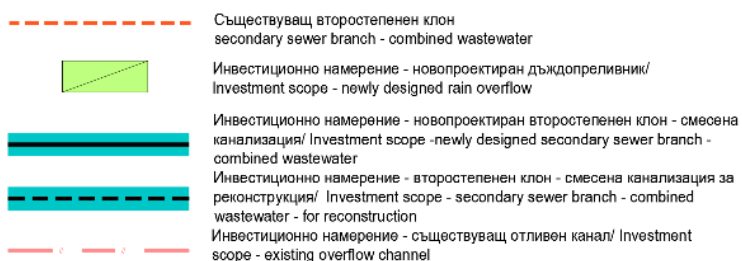 Съществуващ второстепенен клон
secondary sewer branch - combined wastewater
Инвестиционно намерение - новопроектиран дъждопреливник/
Investment scope - newly designed rain overflow
Инвестиционно намерение - новопроектиран второстепенен клон - смесена
канализация/ Investment scope -newly designed secondary sewer branch -
combined wastewater
Инвестиционно намерение - второстепенен клон - смесена канализация за
реконструкция/ Investment scope - secondary sewer branch - combined
wastewater - for reconstruction
Инвестиционно намерение - съществуващ отливен канал/ Investment
scope - existing overflow channel